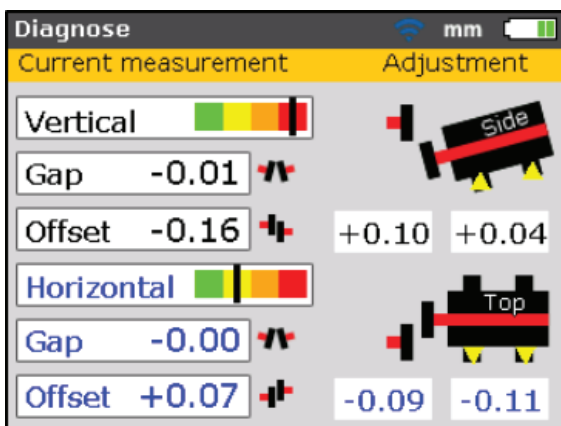 Diagnose mm
Current measurement Adjustment
Vertical
Side
Gap -0.01
Offset -0.16 +0.10 +0.04
Horizontal
Top
Gap -0.00
Offset +0.07 -0.09 -0.11